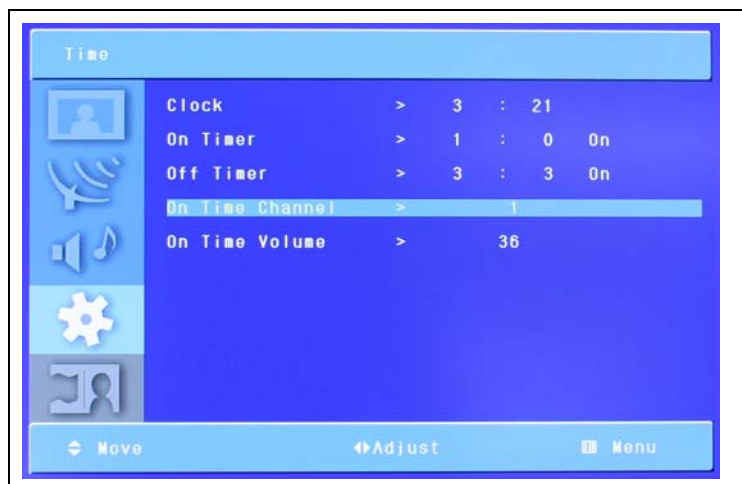 Time
Clock > 3 : 21
On Timer > 1 : 0 On
Off Timer > 3 : 3 On
On Time Channel > 1
On Time Volume > 36
Move Adjust Menu